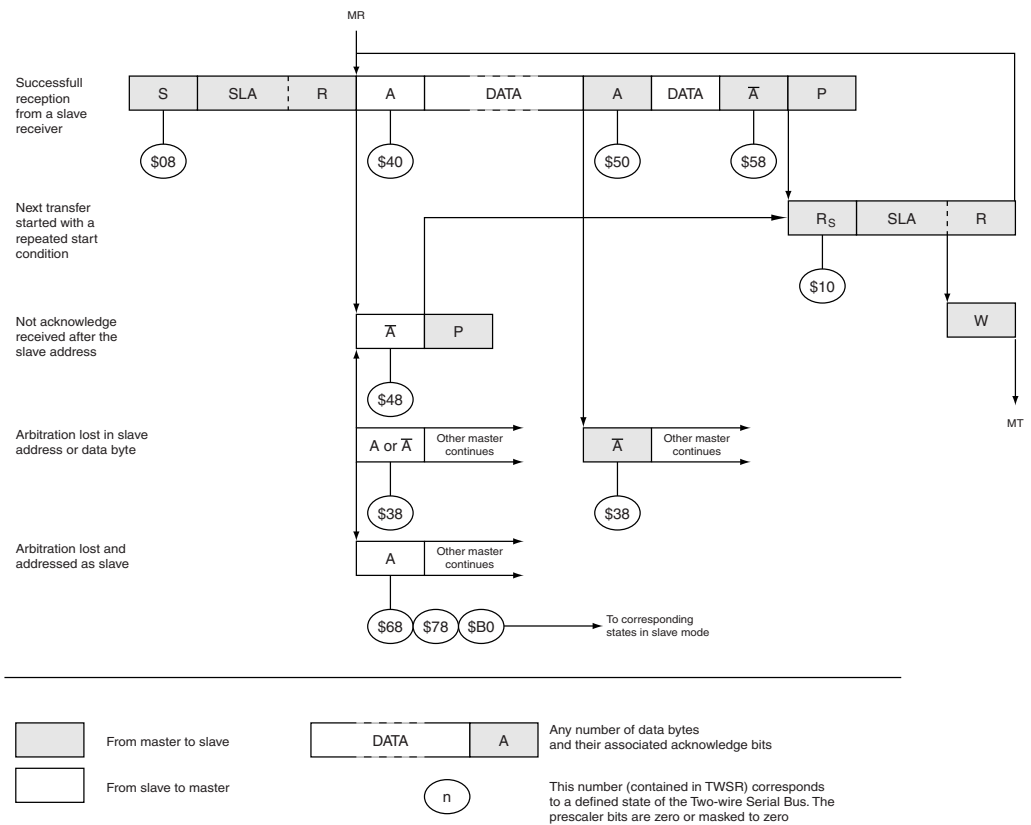 MR
Successfull
reception
from a slave
receiver
S SLA R A DATA A DATA A̅ P
$08 $40 $50 $58
Next transfer
started with a
repeated start
condition
RS SLA R
$10
Not acknowledge
received after the
slave address
A̅ P
W
$48
MT
Arbitration lost in slave
address or data byte
A or A̅ Other master
continues
A̅ Other master
continues
$38 $38
Arbitration lost and
addressed as slave
A Other master
continues
$68 $78 $B0 To corresponding
states in slave mode
From master to slave
DATA A Any number of data bytes
and their associated acknowledge bits
From slave to master
n This number (contained in TWSR) corresponds
to a defined state of the Two-wire Serial Bus. The
prescaler bits are zero or masked to zero